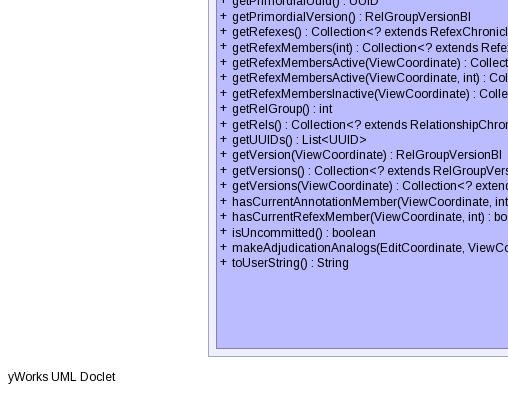 + getPrimordialUuid() : UUID
+ getPrimordialVersion() : RelGroupVersionBI
+ getRefexes() : Collection<? extends RefexChronicl
+ getRefexMembers(int) : Collection<? extends Refe
+ getRefexMembersActive(ViewCoordinate) : Collect
+ getRefexMembersActive(ViewCoordinate, int) : Col
+ getRefexMembersInactive(ViewCoordinate) : Colle
+ getRelGroup() : int
+ getRels() : Collection<? extends RelationshipChron
+ getUUIDs() : List<UUID>
+ getVersion(ViewCoordinate) : RelGroupVersionBI
+ getVersions() : Collection<? extends RelGroupVers
+ getVersions(ViewCoordinate) : Collection<? extend
+ hasCurrentAnnotationMember(ViewCoordinate, int
+ hasCurrentRefexMember(ViewCoordinate, int) : bo
+ isUncommitted() : boolean
+ makeAdjudicationAnalogs(EditCoordinate, ViewCo
+ toUserString() : String
yWorks UML Doclet